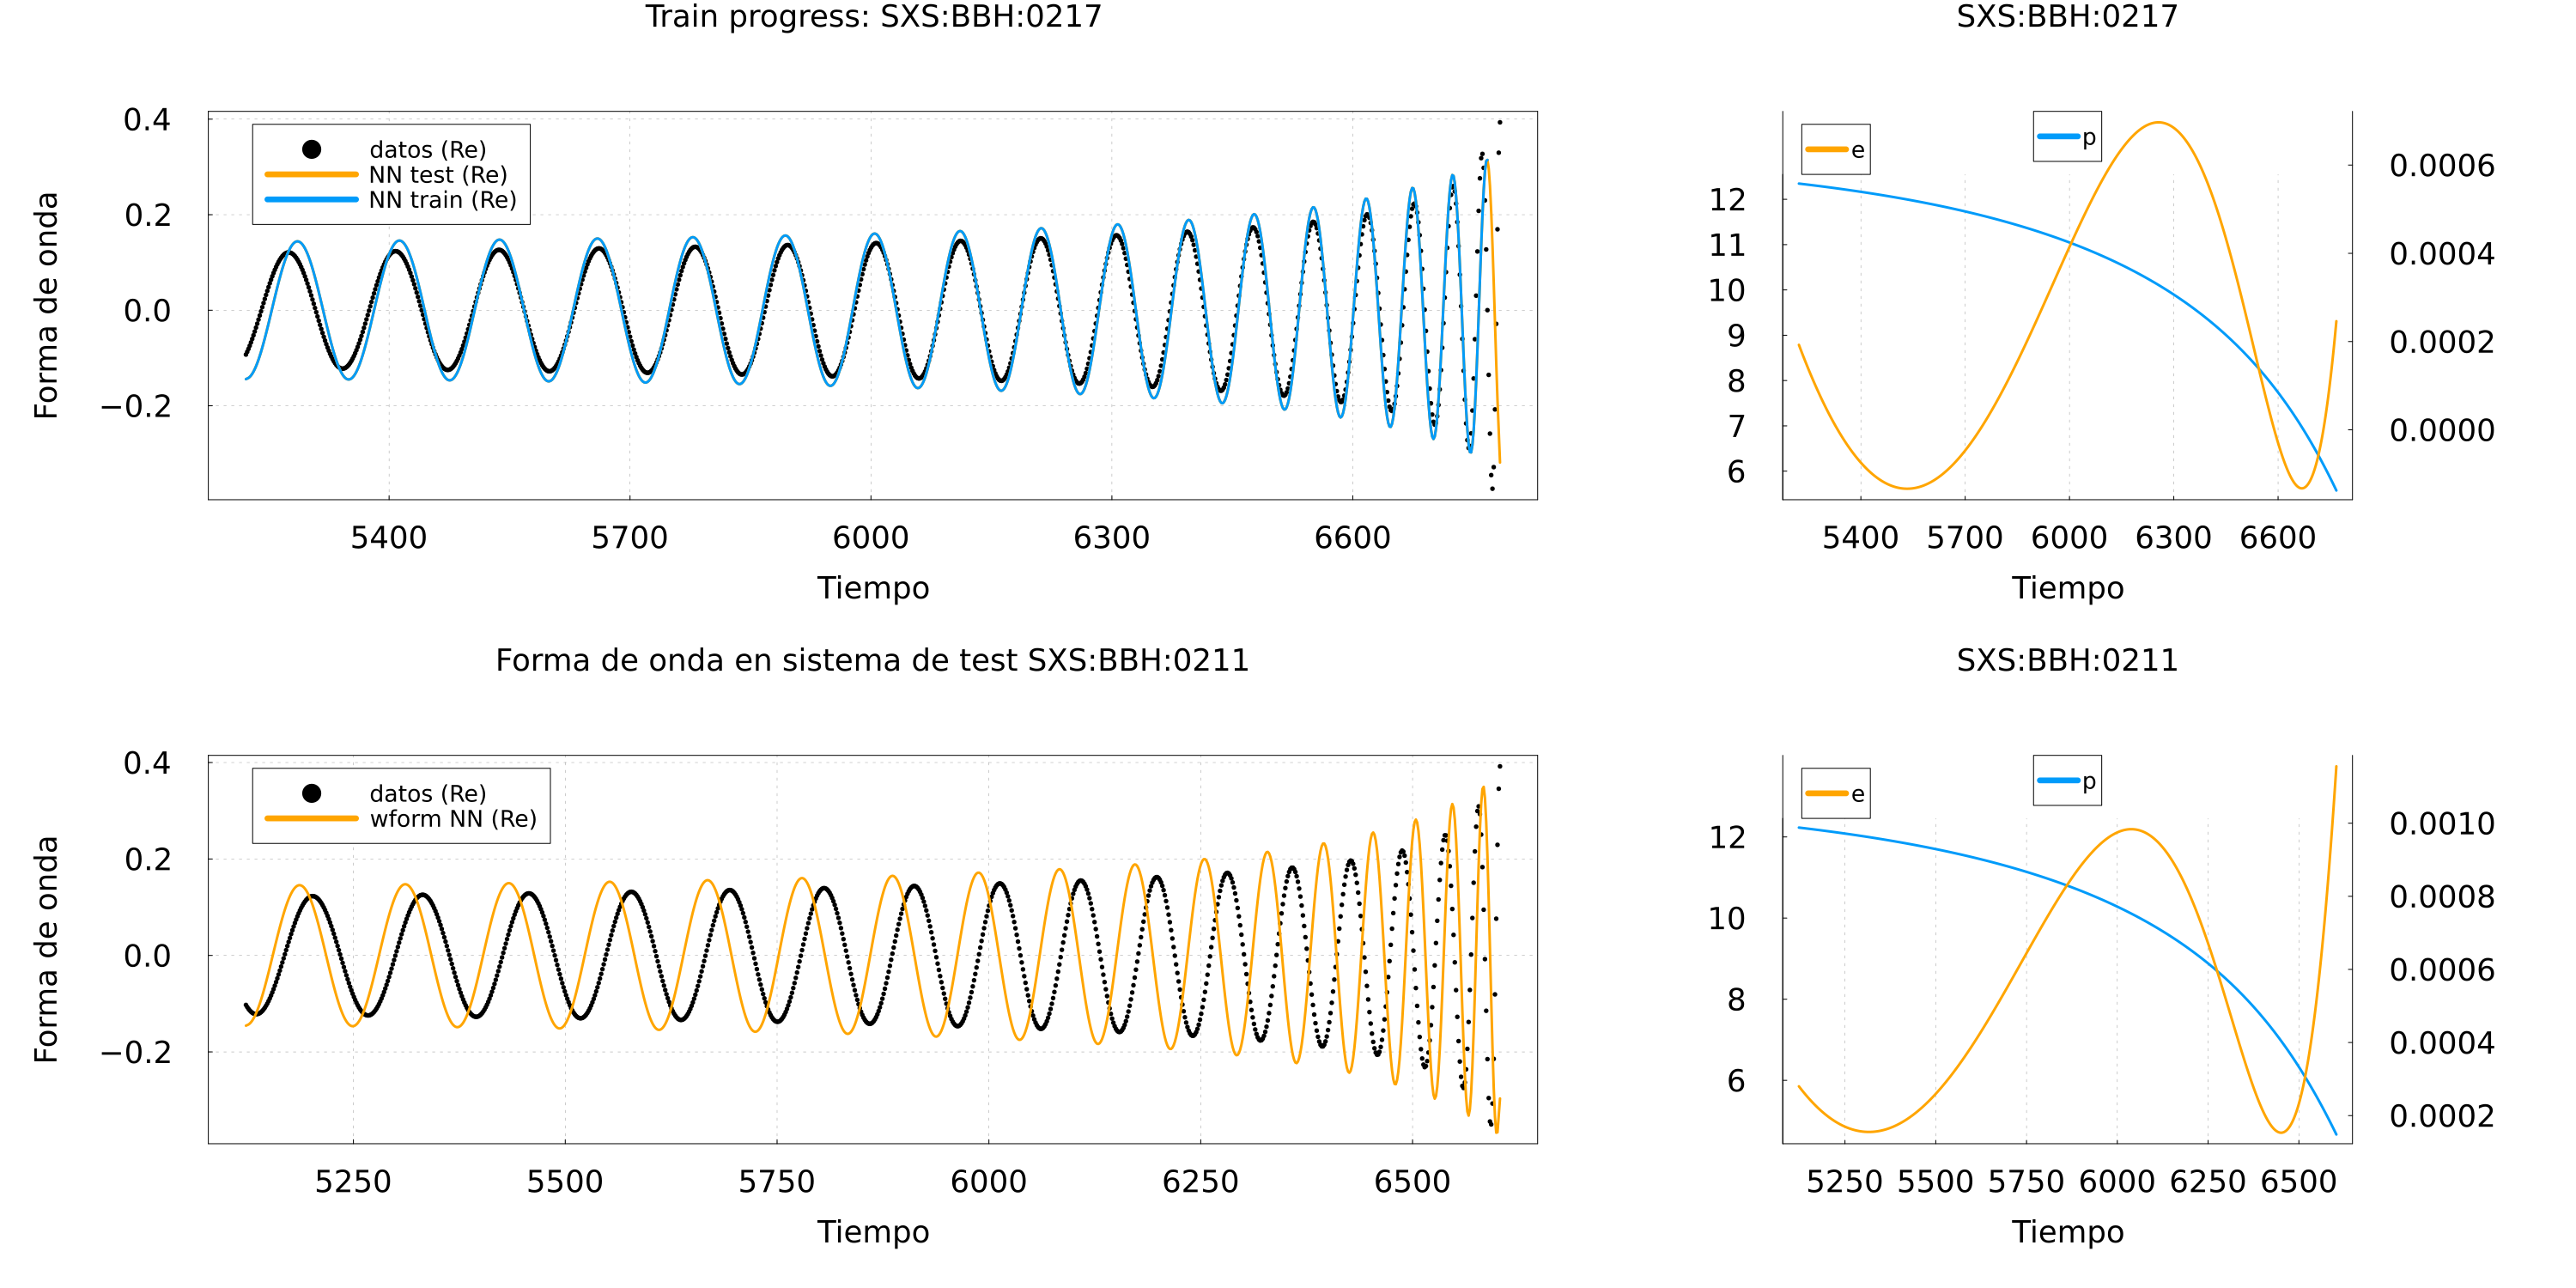 Train progress: SXS:BBH:0217
SXS:BBH:0217
Forma de onda
0.4
0.2
0.0
−0.2
datos (Re)
NN test (Re)
NN train (Re)
5400 5700 6000 6300 6600
Tiempo
e
p
12
11
10
9
8
7
6
0.0006
0.0004
0.0002
0.0000
5400 5700 6000 6300 6600
Tiempo
Forma de onda en sistema de test SXS:BBH:0211
SXS:BBH:0211
Forma de onda
0.4
0.2
0.0
−0.2
datos (Re)
wform NN (Re)
5250 5500 5750 6000 6250 6500
Tiempo
e
p
12
10
8
6
0.0010
0.0008
0.0006
0.0004
0.0002
5250 5500 5750 6000 6250 6500
Tiempo